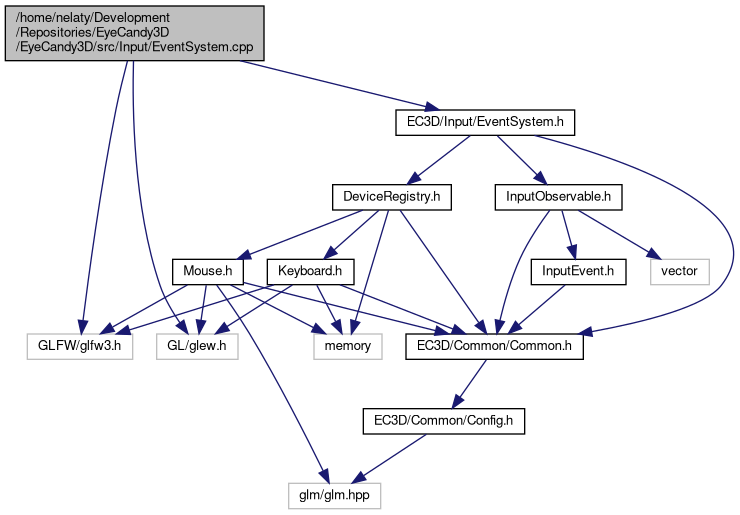 /home/nelaty/Development
/Repositories/EyeCandy3D
/EyeCandy3D/src/Input/EventSystem.cpp
EC3D/Input/EventSystem.h
DeviceRegistry.h
InputObservable.h
Mouse.h
Keyboard.h
InputEvent.h
vector
GLFW/glfw3.h
GL/glew.h
memory
EC3D/Common/Common.h
EC3D/Common/Config.h
glm/glm.hpp